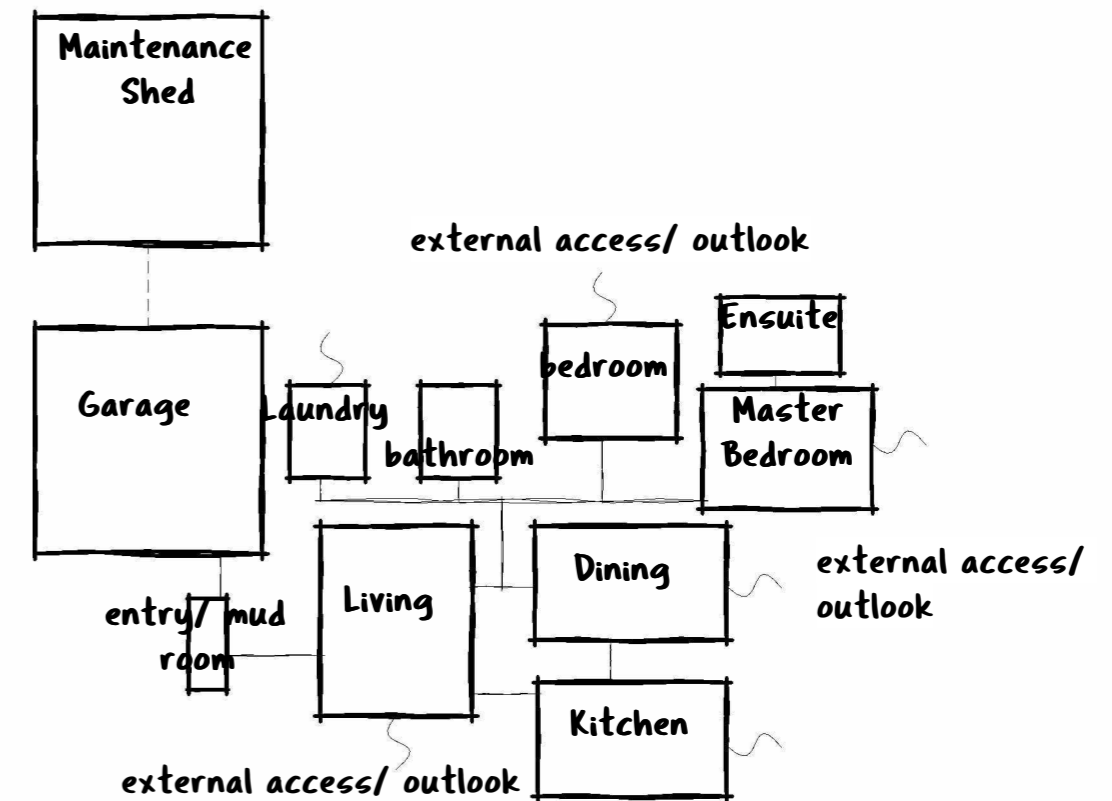 Maintenance
Shed
external access/ outlook
Ensuite
bedroom
Garage
Laundry
bathroom
Master
Bedroom
external access/
outlook
Dining
Living
entry/ mud
room
Kitchen
external access/ outlook